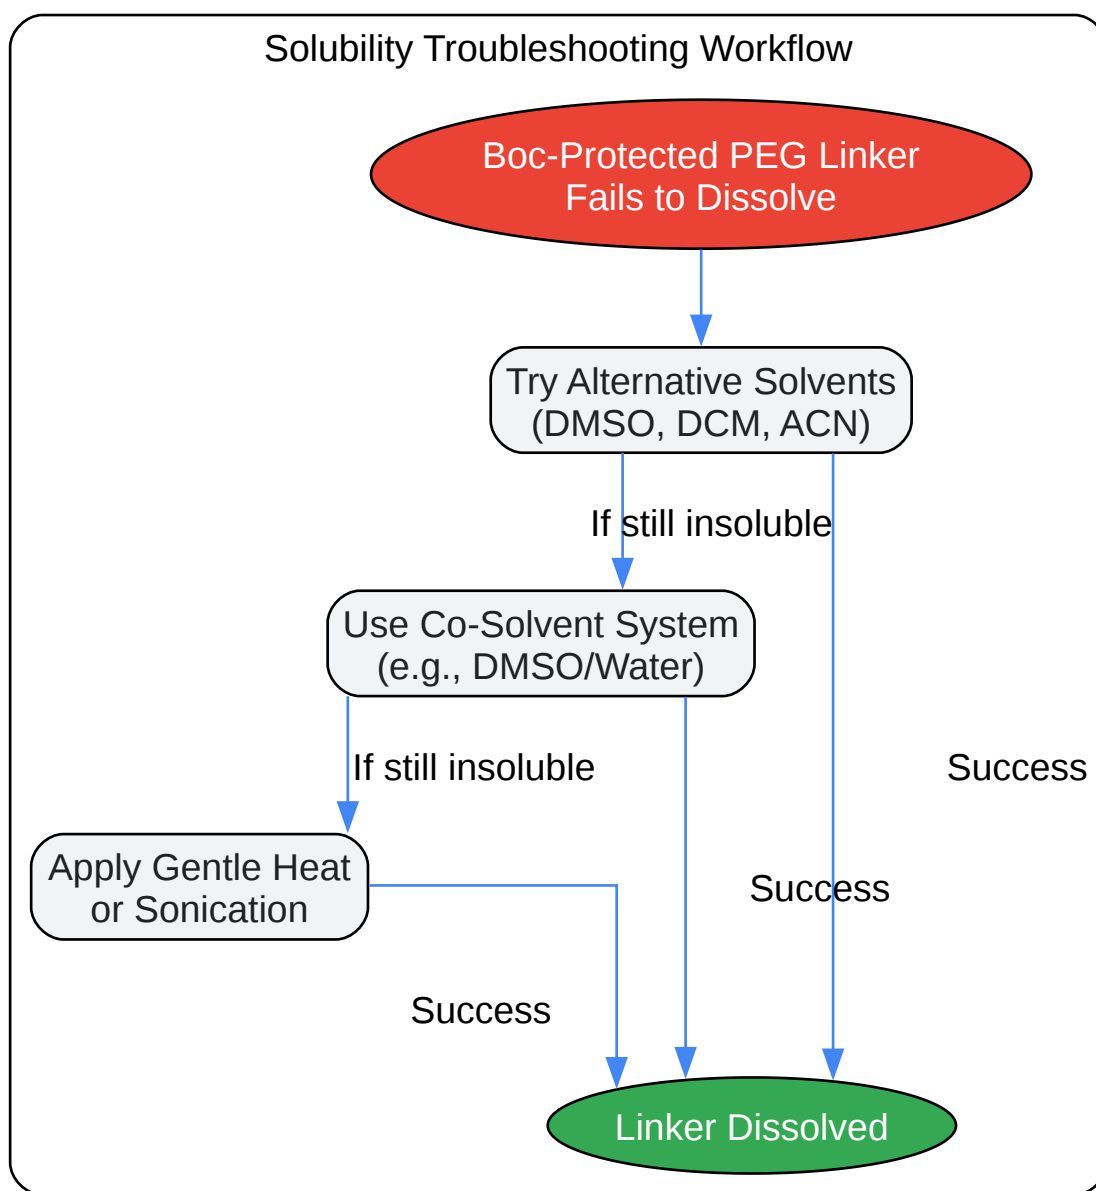 Solubility Troubleshooting Workflow
Boc-Protected PEG Linker
Fails to Dissolve
Try Alternative Solvents
(DMSO, DCM, ACN)
If still insoluble
Use Co-Solvent System
(e.g., DMSO/Water)
If still insoluble
Success
Apply Gentle Heat
or Sonication
Success
Success
Linker Dissolved